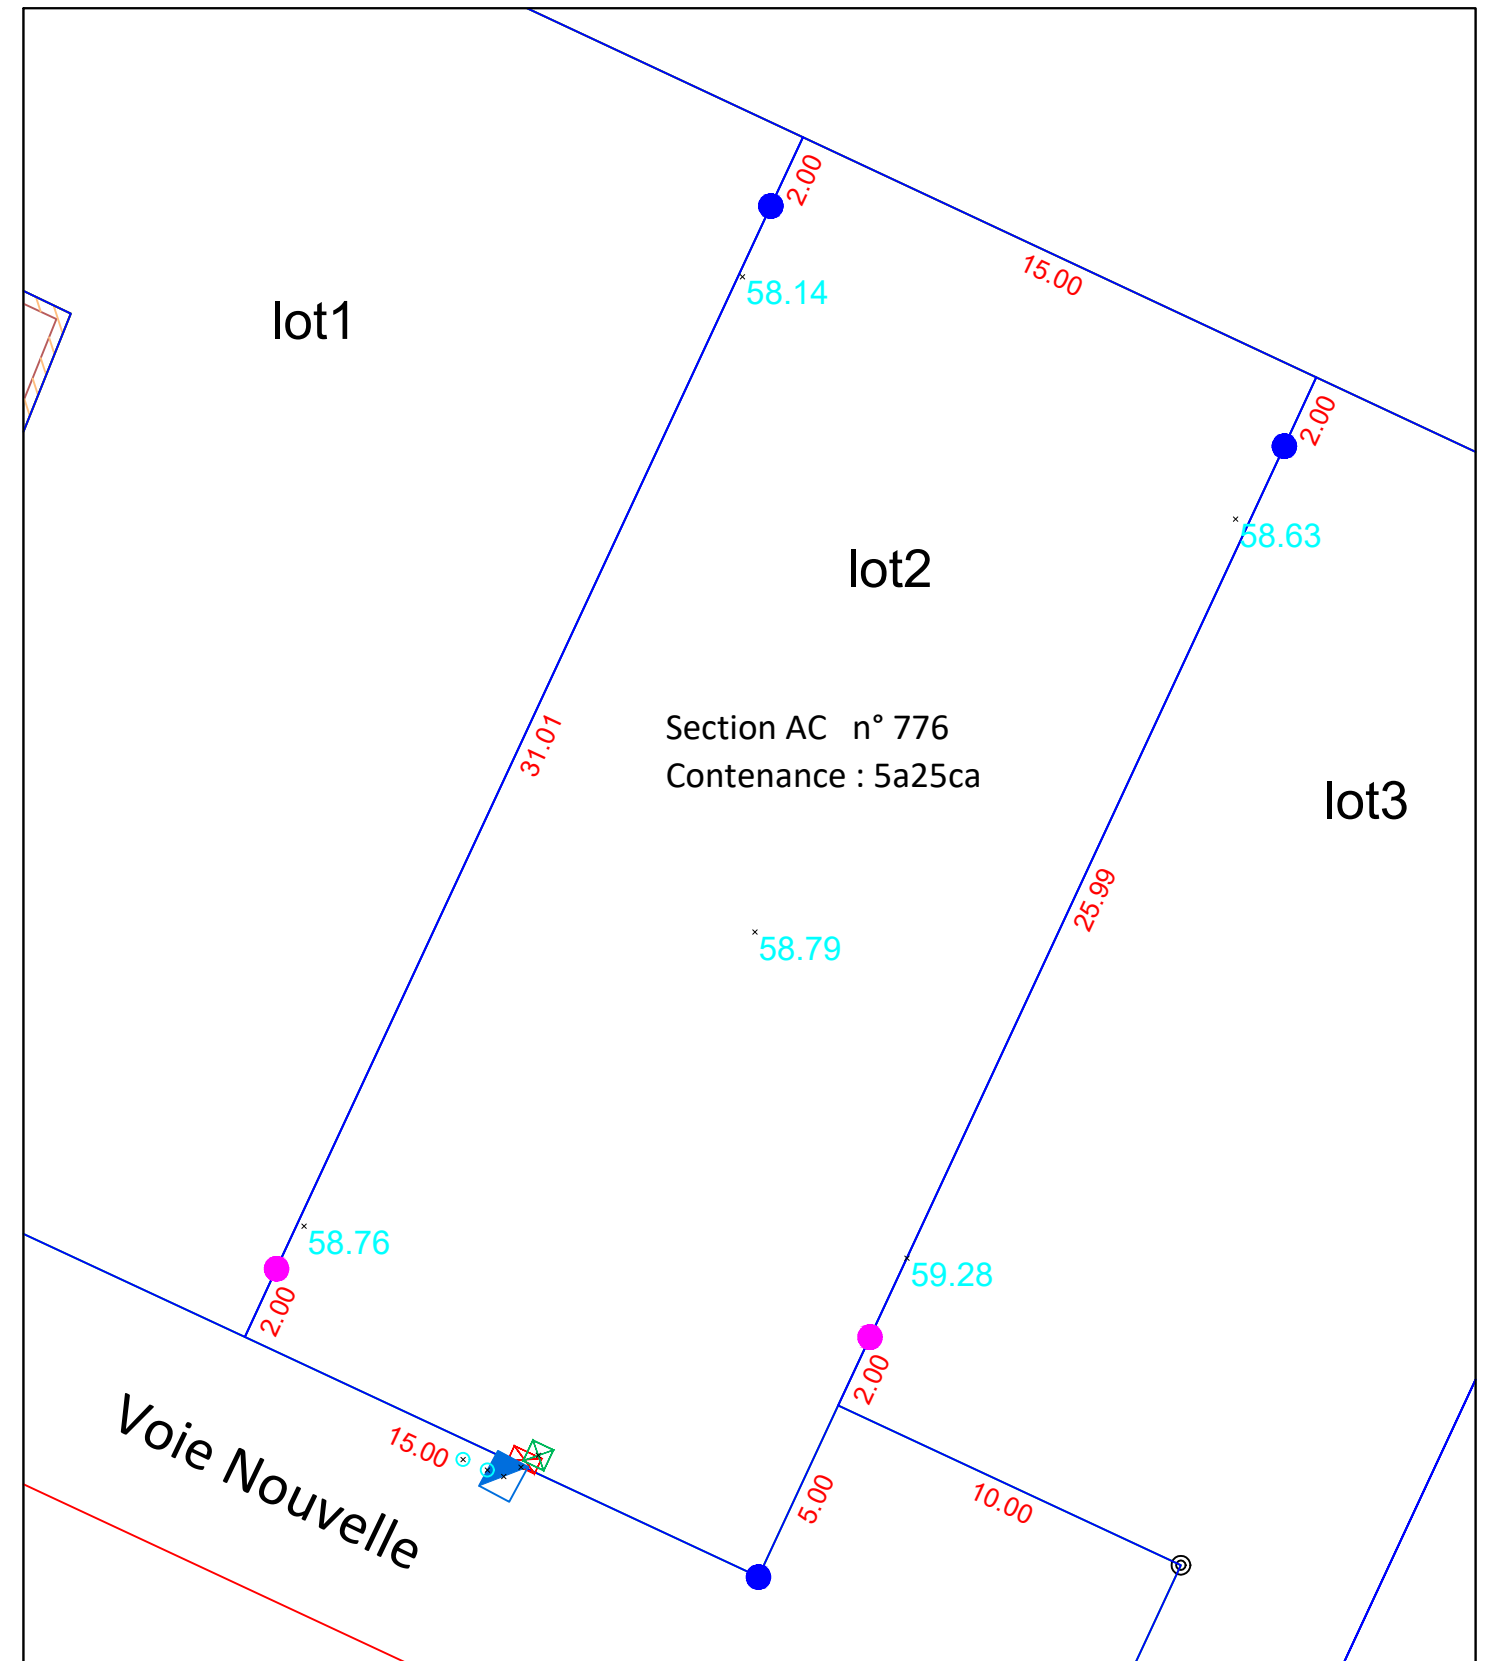 2.00
15.00
58.14
lot1
2.00
58.63
lot2
Section AC n° 776
Contenance : 5a25ca
31.01
lot3
25.99
58.79
58.76
59.28
2.00
2.00
15.00
Voie Nouvelle
5.00
10.00